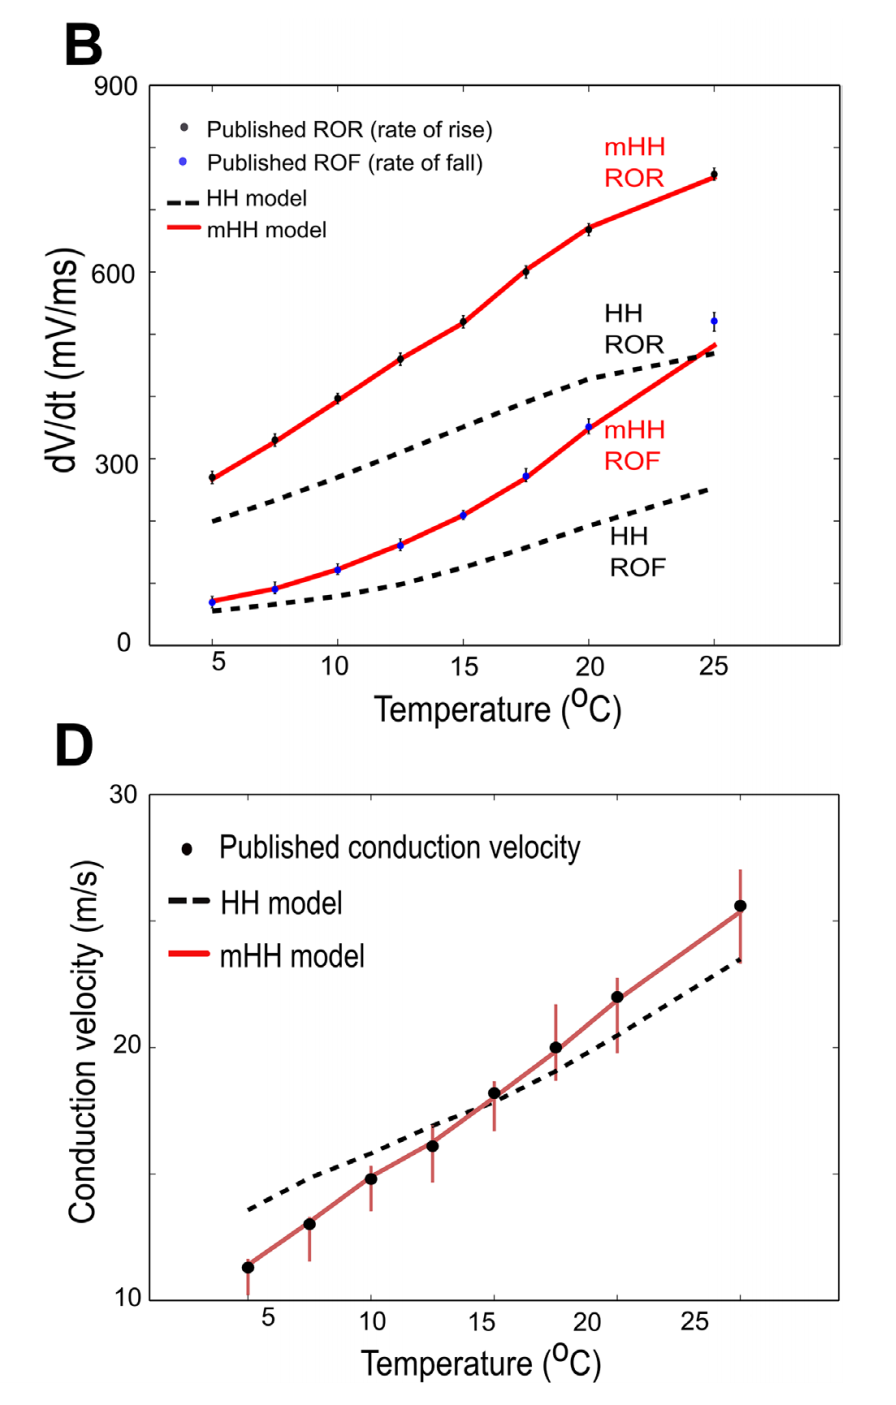 B
900
600
300
0
dV/dt (mV/ms)
Published ROR (rate of rise)
Published ROF (rate of fall)
HH model
mHH model
mHH
ROR
HH
ROR
mHH
ROF
HH
ROF
5 10 15 20 25
Temperature (ºC)
D
30
20
10
Conduction velocity (m/s)
Published conduction velocity
HH model
mHH model
5 10 15 20 25
Temperature (ºC)